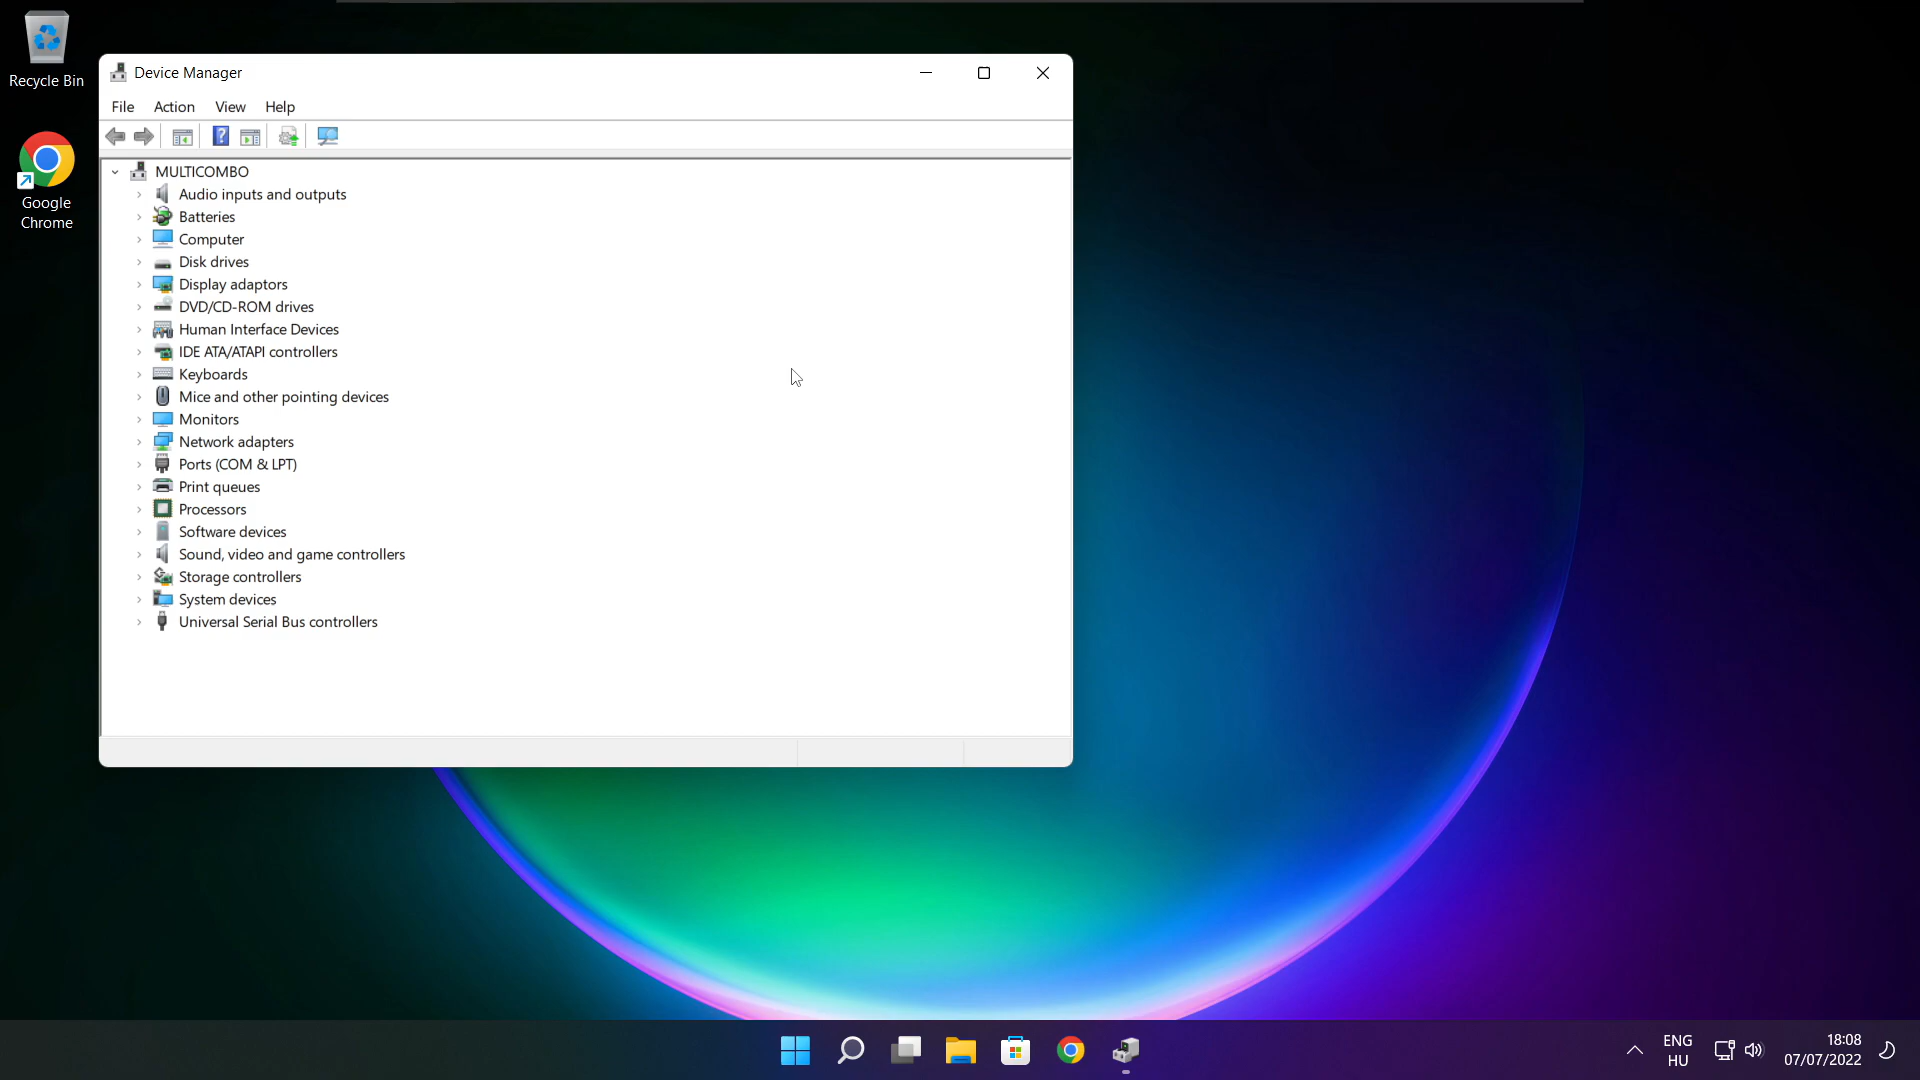 Recycle Bin
Google
Chrome
Device Manager
File Action View Help
MULTICOMBO
Audio inputs and outputs
Batteries
Computer
Disk drives
Display adaptors
DVD/CD-ROM drives
Human Interface Devices
IDE ATA/ATAPI controllers
Keyboards
Mice and other pointing devices
Monitors
Network adapters
Ports (COM & LPT)
Print queues
Processors
Software devices
Sound, video and game controllers
Storage controllers
System devices
Universal Serial Bus controllers
ENG
HU
18:08
07/07/2022